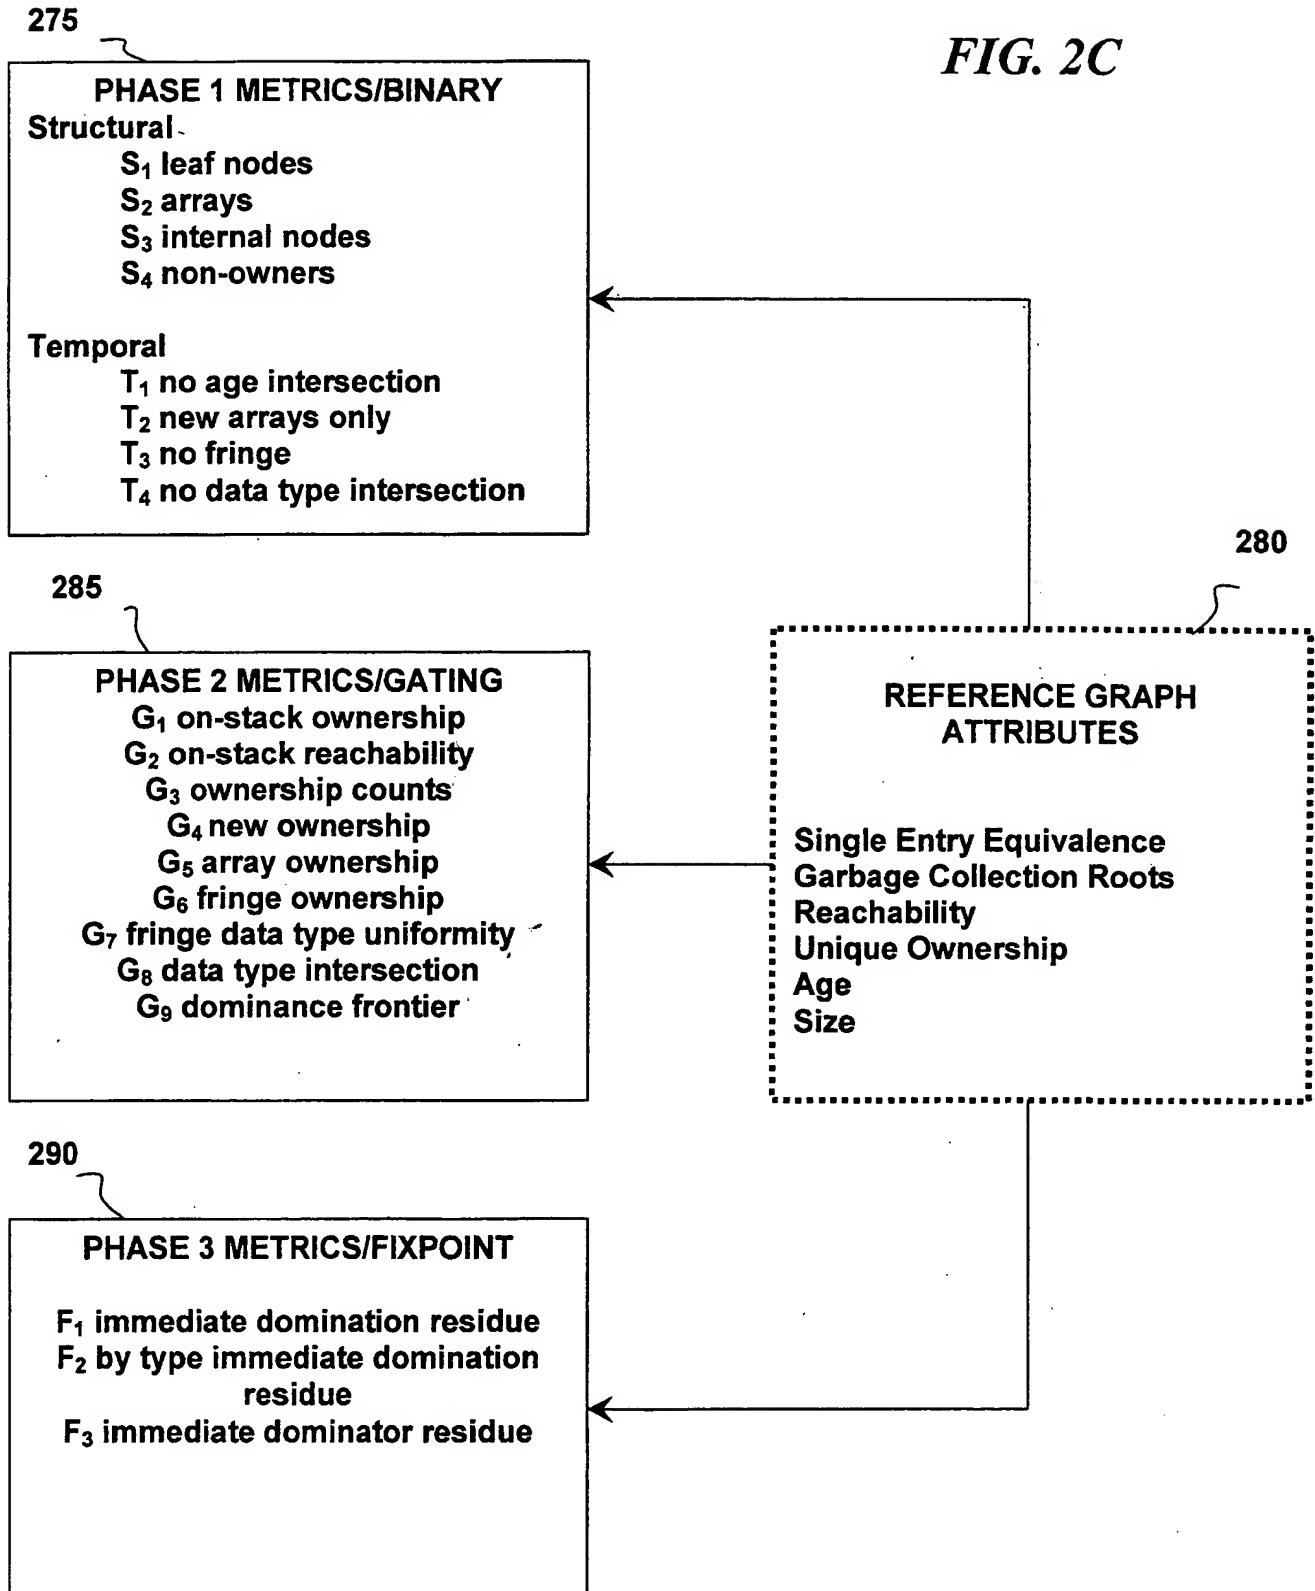 275
FIG. 2C
PHASE 1 METRICS/BINARY
Structural
S₁ leaf nodes
S₂ arrays
S₃ internal nodes
S₄ non-owners
Temporal
T₁ no age intersection
T₂ new arrays only
T₃ no fringe
T₄ no data type intersection
280
285
PHASE 2 METRICS/GATING
G₁ on-stack ownership
G₂ on-stack reachability
G₃ ownership counts
G₄ new ownership
G₅ array ownership
G₆ fringe ownership
G₇ fringe data type uniformity
G₈ data type intersection
G₉ dominance frontier
REFERENCE GRAPH
ATTRIBUTES
Single Entry Equivalence
Garbage Collection Roots
Reachability
Unique Ownership
Age
Size
290
PHASE 3 METRICS/FIXPOINT
F₁ immediate domination residue
F₂ by type immediate domination
residue
F₃ immediate dominator residue